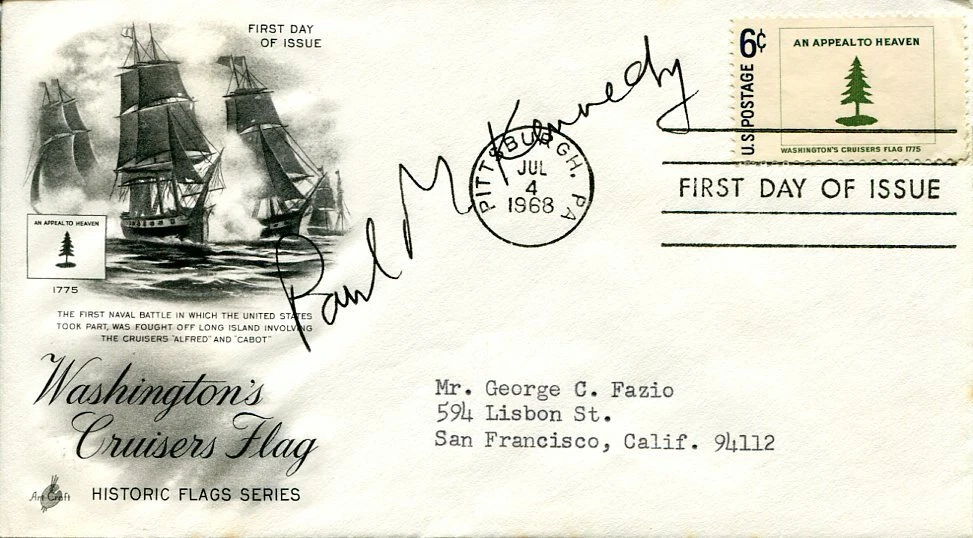 FIRST DAY
OF ISSUE
6¢
U.S. POSTAGE
AN APPEAL TO HEAVEN
WASHINGTON'S CRUISERS FLAG 1775
Paul M Kennedy
PITTSBURGH, PA
JUL
4
1968
FIRST DAY OF ISSUE
AN APPEAL TO HEAVEN
1775
THE FIRST NAVAL BATTLE IN WHICH THE UNITED STATES
TOOK PART, WAS FOUGHT OFF LONG ISLAND INVOLVING
THE CRUISERS "ALFRED" AND "CABOT"
Washington's
Cruisers Flag
Art Craft
HISTORIC FLAGS SERIES
Mr. George C. Fazio
594 Lisbon St.
San Francisco, Calif. 94112